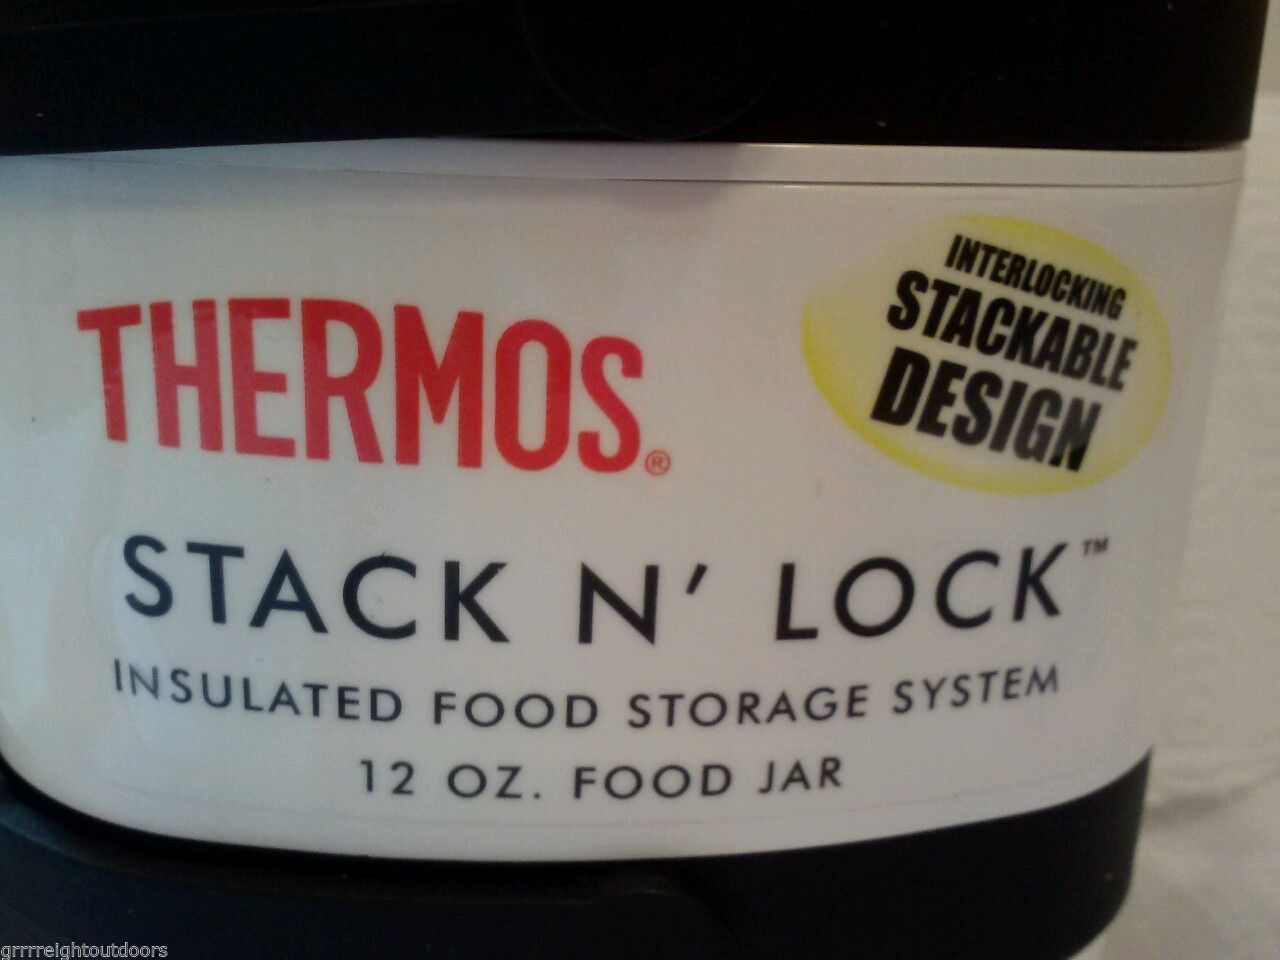 THERMOS®
INTERLOCKING
STACKABLE
DESIGN
STACK N' LOCK™
INSULATED FOOD STORAGE SYSTEM
12 OZ. FOOD JAR
grrrreightoutdoors